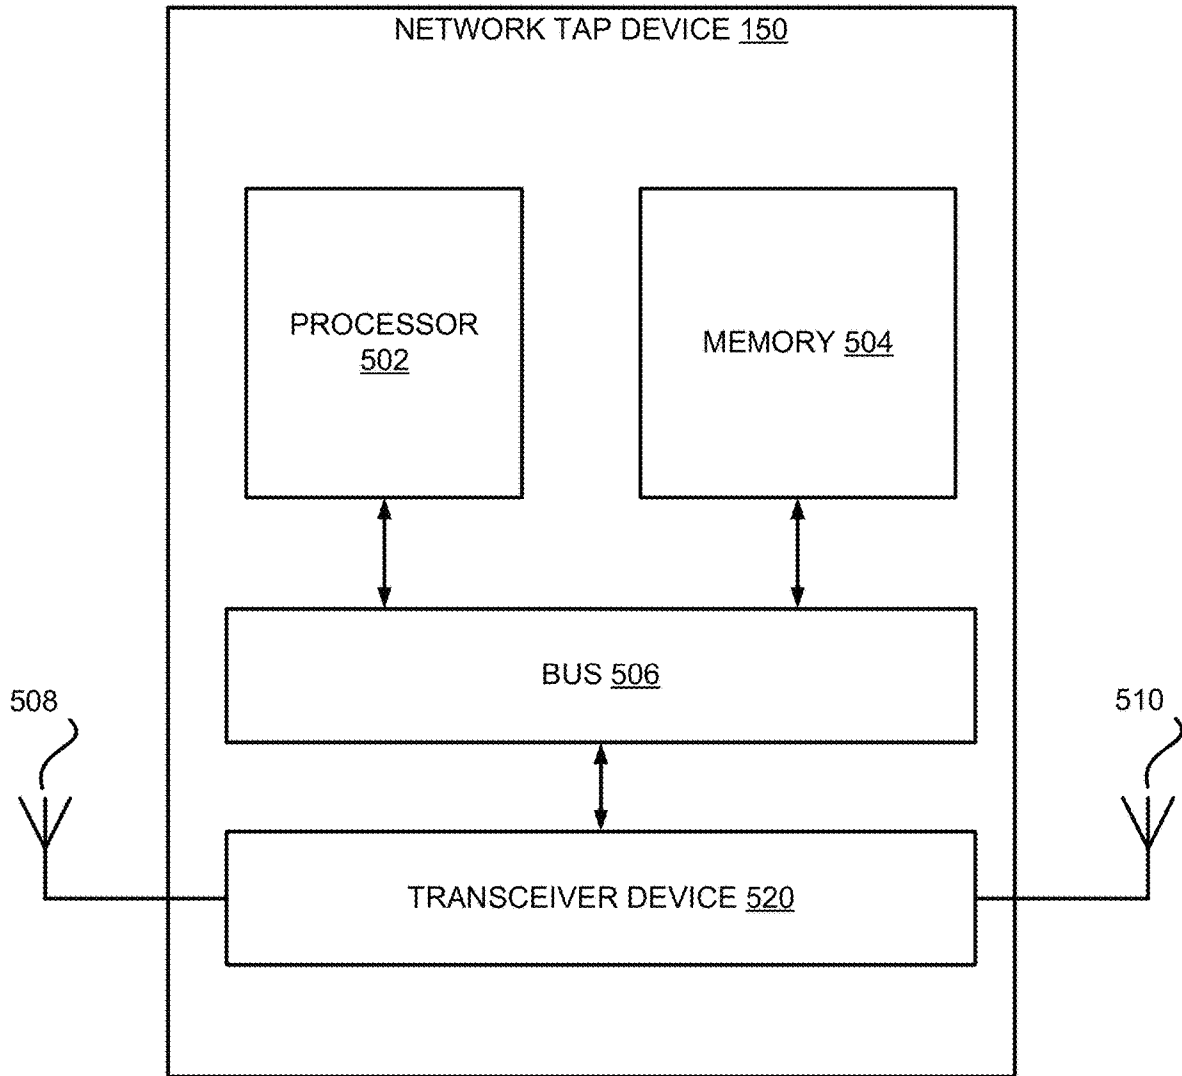 NETWORK TAP DEVICE 150
PROCESSOR
502
MEMORY 504
BUS 506
508
510
TRANSCEIVER DEVICE 520